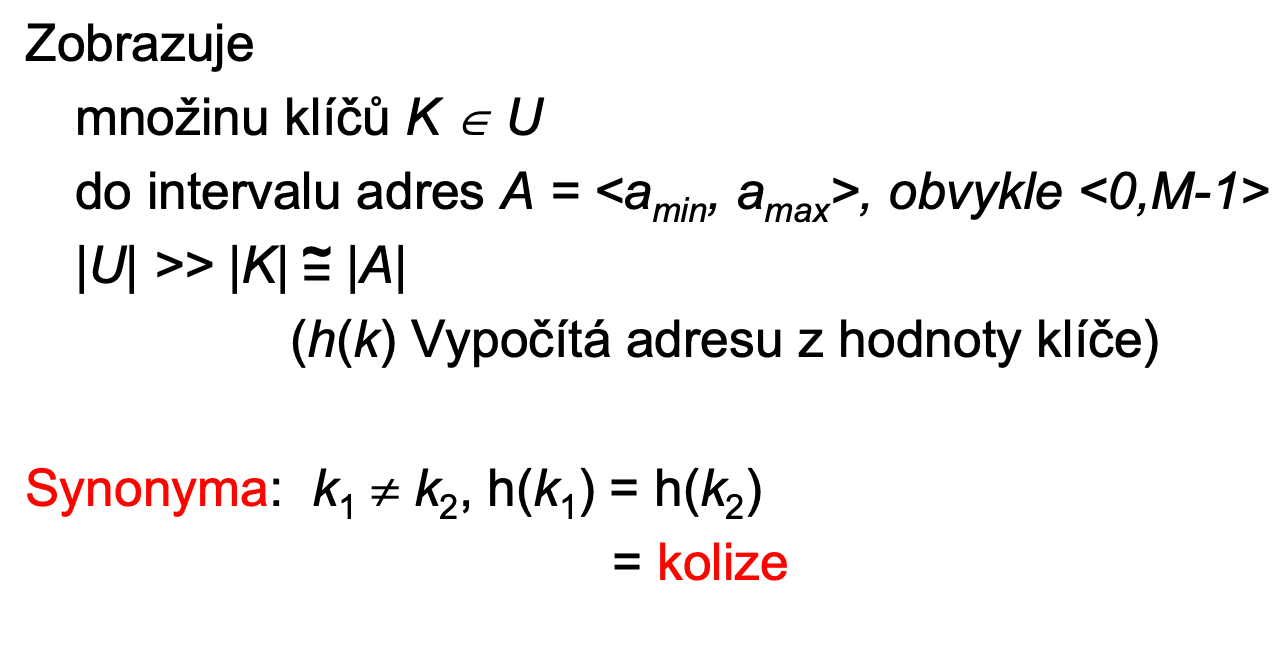 Zobrazuje
množinu klíčů K ∈ U
do intervalu adres A = <amin, amax>, obvykle <0,M-1>
|U| >> |K| ≅ |A|
(h(k) Vypočítá adresu z hodnoty klíče)
Synonyma: k1 ≠ k2, h(k1) = h(k2)
= kolize